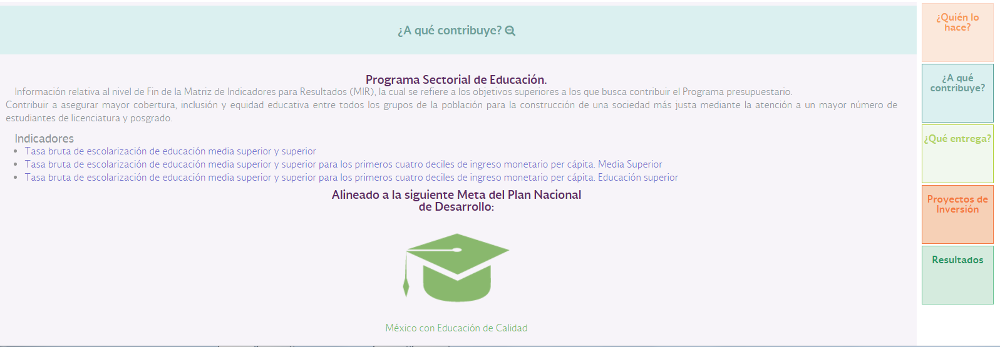 ¿A qué contribuye?
Programa Sectorial de Educación.
Información relativa al nivel de Fin de la Matriz de Indicadores para Resultados (MIR), la cual se refiere a los objetivos superiores a los que busca contribuir el Programa presupuestario.
Contribuir a asegurar mayor cobertura, inclusión y equidad educativa entre todos los grupos de la población para la construcción de una sociedad más justa mediante la atención a un mayor número de
estudiantes de licenciatura y posgrado.
Indicadores
Tasa bruta de escolarización de educación media superior y superior
Tasa bruta de escolarización de educación media superior y superior para los primeros cuatro deciles de ingreso monetario per cápita. Media Superior
Tasa bruta de escolarización de educación media superior y superior para los primeros cuatro deciles de ingreso monetario per cápita. Educación superior
Alineado a la siguiente Meta del Plan Nacional
de Desarrollo:
México con Educación de Calidad
¿Quién lo
hace?
¿A qué
contribuye?
¿Qué entrega?
Proyectos de
Inversión
Resultados